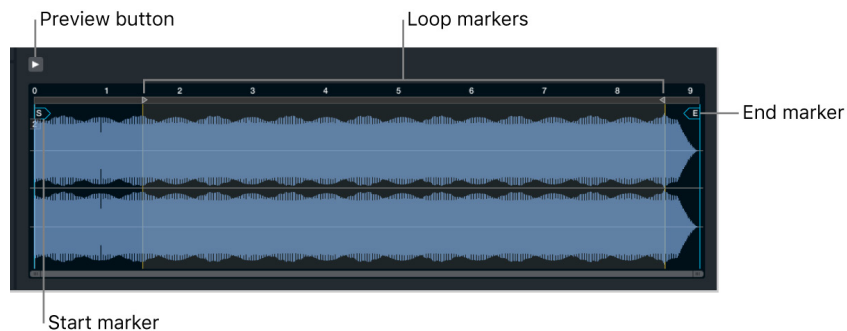 Preview button
Loop markers
0 1 2 3 4 5 6 7 8 9
S
E
End marker
Start marker